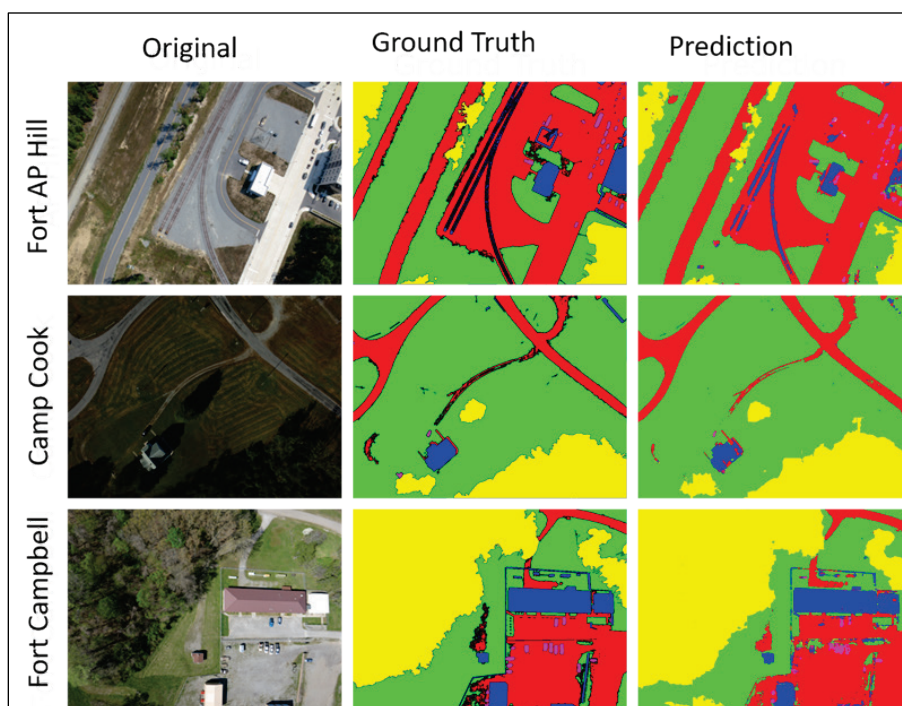 Original
Ground Truth
Prediction
Fort AP Hill
Camp Cook
Fort Campbell